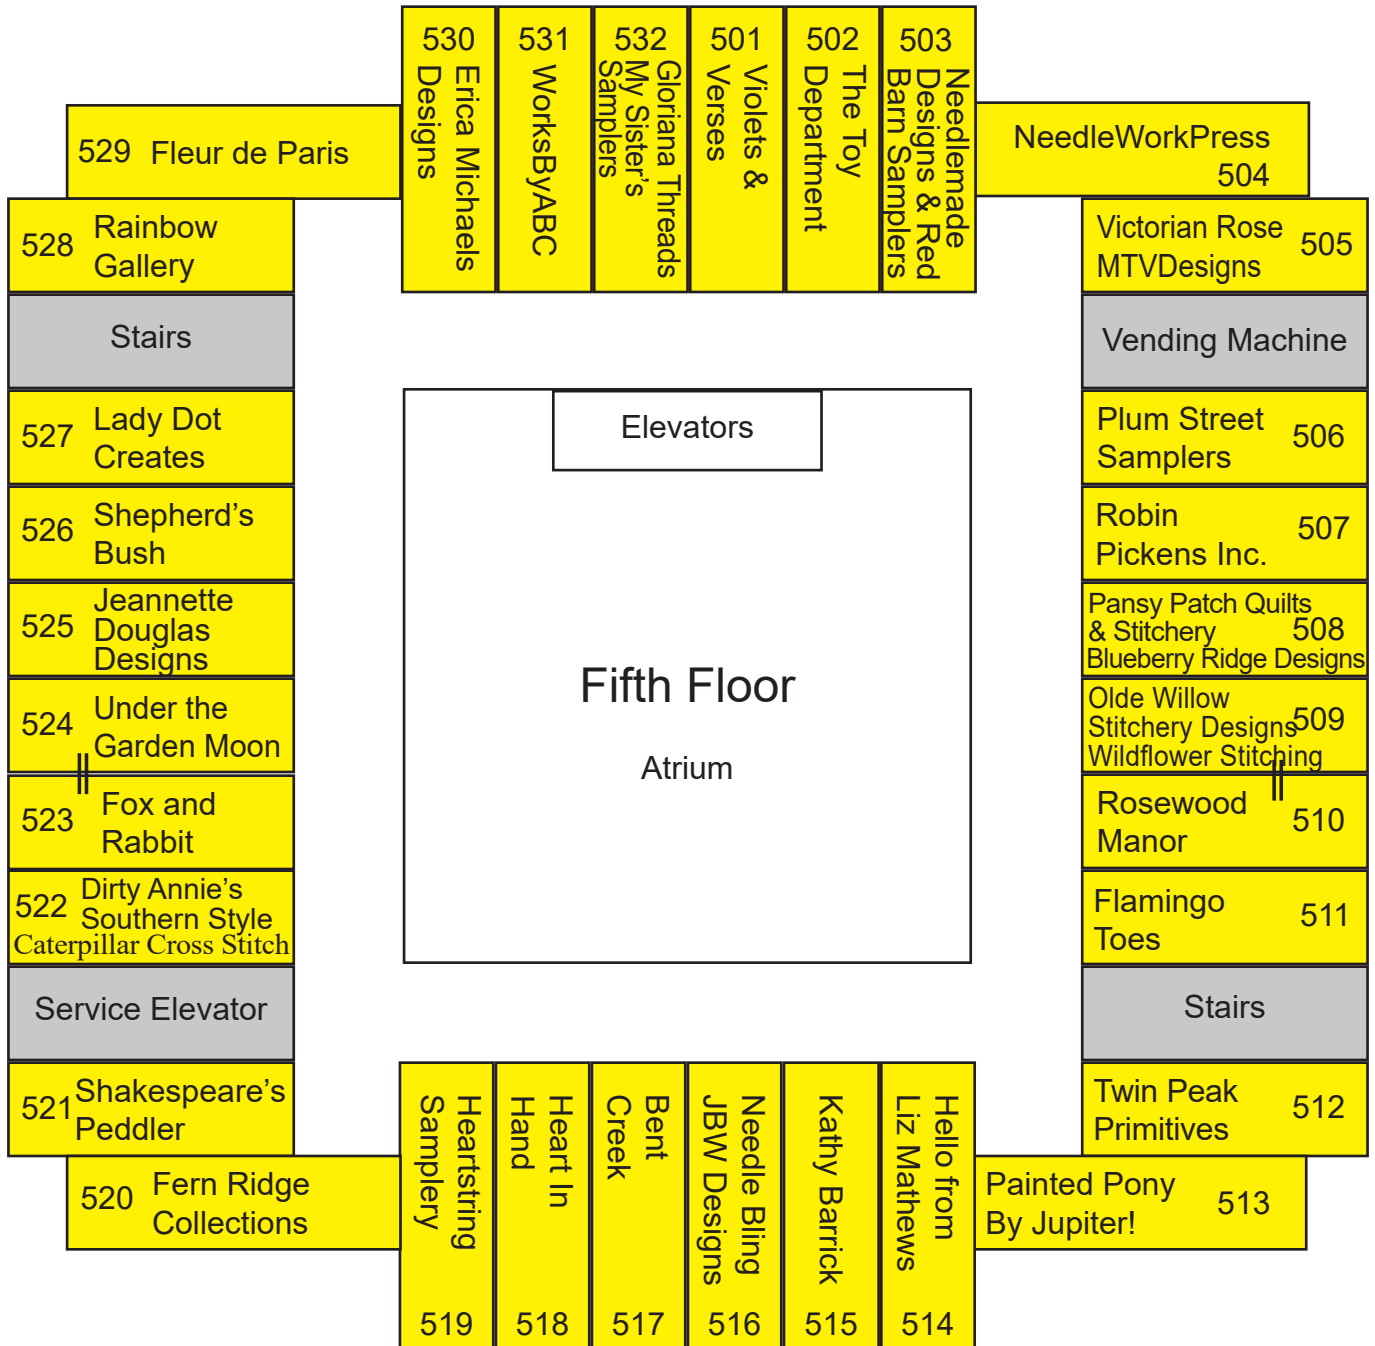 530
Erica Michaels
Designs
531
WorksByABC
532
Gloriana Threads
My Sister's
Samplers
501
Violets &
Verses
502
The Toy
Department
503
Needlemade
Designs & Red
Barn Samplers
529 Fleur de Paris
NeedleWorkPress
504
528 Rainbow
Gallery
Victorian Rose 505
MTVDesigns
Stairs
Vending Machine
Elevators
527 Lady Dot
Creates
Plum Street 506
Samplers
526 Shepherd's
Bush
Robin 507
Pickens Inc.
525 Jeannette
Douglas
Designs
Pansy Patch Quilts
& Stitchery 508
Blueberry Ridge Designs
524 Under the
Garden Moon
Olde Willow
Stitchery Designs 509
Wildflower Stitching
Fifth Floor
Atrium
523 Fox and
Rabbit
Rosewood 510
Manor
522 Dirty Annie's
Southern Style
Caterpillar Cross Stitch
Flamingo 511
Toes
Service Elevator
Stairs
521 Shakespeare's
Peddler
Twin Peak 512
Primitives
520 Fern Ridge
Collections
Painted Pony 513
By Jupiter!
Heartstring
Samplery
519
Heart In
Hand
518
Bent
Creek
517
Needle Bling
JBW Designs
516
Kathy Barrick
515
Hello from
Liz Mathews
514